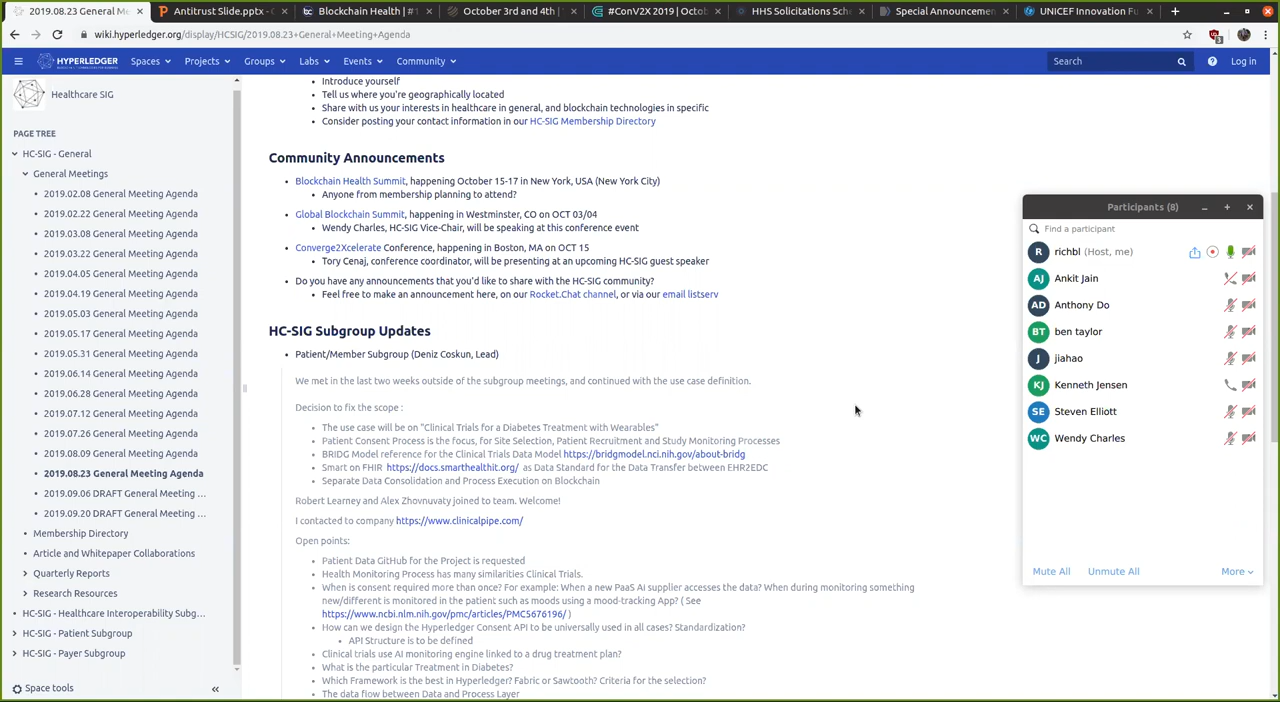 2019.08.23 General M
Antitrust Slide.pptx -
Blockchain Health | #1
October 3rd and 4th |
#ConV2X 2019 | Octob
HHS Solicitations Sch
Special Announcemen
UNICEF Innovation Fu
wiki.hyperledger.org/display/HCSIG/2019.08.23+General+Meeting+Agenda
HYPERLEDGER
Spaces
Projects
Groups
Labs
Events
Community
Search
Log in
Healthcare SIG
PAGE TREE
HC-SIG - General
General Meetings
2019.02.08 General Meeting Agenda
2019.02.22 General Meeting Agenda
2019.03.08 General Meeting Agenda
2019.03.22 General Meeting Agenda
2019.04.05 General Meeting Agenda
2019.04.19 General Meeting Agenda
2019.05.03 General Meeting Agenda
2019.05.17 General Meeting Agenda
2019.05.31 General Meeting Agenda
2019.06.14 General Meeting Agenda
2019.06.28 General Meeting Agenda
2019.07.12 General Meeting Agenda
2019.07.26 General Meeting Agenda
2019.08.09 General Meeting Agenda
2019.08.23 General Meeting Agenda
2019.09.06 DRAFT General Meeting ...
2019.09.20 DRAFT General Meeting ...
Membership Directory
Article and Whitepaper Collaborations
Quarterly Reports
Research Resources
HC-SIG - Healthcare Interoperability Subg...
HC-SIG - Patient Subgroup
HC-SIG - Payer Subgroup
Space tools
Introduce yourself
Tell us where you're geographically located
Share with us your interests in healthcare in general, and blockchain technologies in specific
Consider posting your contact information in our HC-SIG Membership Directory
Community Announcements
Blockchain Health Summit, happening October 15-17 in New York, USA (New York City)
Anyone from membership planning to attend?
Global Blockchain Summit, happening in Westminster, CO on OCT 03/04
Wendy Charles, HC-SIG Vice-Chair, will be speaking at this conference event
Converge2Xcelerate Conference, happening in Boston, MA on OCT 15
Tory Cenaj, conference coordinator, will be presenting at an upcoming HC-SIG guest speaker
Do you have any announcements that you'd like to share with the HC-SIG community?
Feel free to make an announcement here, on our Rocket.Chat channel, or via our email listserv
HC-SIG Subgroup Updates
Patient/Member Subgroup (Deniz Coskun, Lead)
We met in the last two weeks outside of the subgroup meetings, and continued with the use case definition.
Decision to fix the scope :
The use case will be on "Clinical Trials for a Diabetes Treatment with Wearables"
Patient Consent Process is the focus, for Site Selection, Patient Recruitment and Study Monitoring Processes
BRIDG Model reference for the Clinical Trials Data Model https://bridgmodel.nci.nih.gov/about-bridg
Smart on FHIR https://docs.smarthealthit.org/ as Data Standard for the Data Transfer between EHR2EDC
Separate Data Consolidation and Process Execution on Blockchain
Robert Learney and Alex Zhovnuvaty joined to team. Welcome!
I contacted to company https://www.clinicalpipe.com/
Open points:
Patient Data GitHub for the Project is requested
Health Monitoring Process has many similarities Clinical Trials.
When is consent required more than once? For example: When a new PaaS AI supplier accesses the data? When during monitoring something
new/different is monitored in the patient such as moods using a mood-tracking App? ( See
https://www.ncbi.nlm.nih.gov/pmc/articles/PMC5676196/ )
How can we design the Hyperledger Consent API to be universally used in all cases? Standardization?
API Structure is to be defined
Clinical trials use AI monitoring engine linked to a drug treatment plan?
What is the particular Treatment in Diabetes?
Which Framework is the best in Hyperledger? Fabric or Sawtooth? Criteria for the selection?
The data flow between Data and Process Layer
Participants (8)
Find a participant
R richbl (Host, me)
AJ Ankit Jain
AD Anthony Do
BT ben taylor
J jiahao
KJ Kenneth Jensen
SE Steven Elliott
WC Wendy Charles
Mute All
Unmute All
More